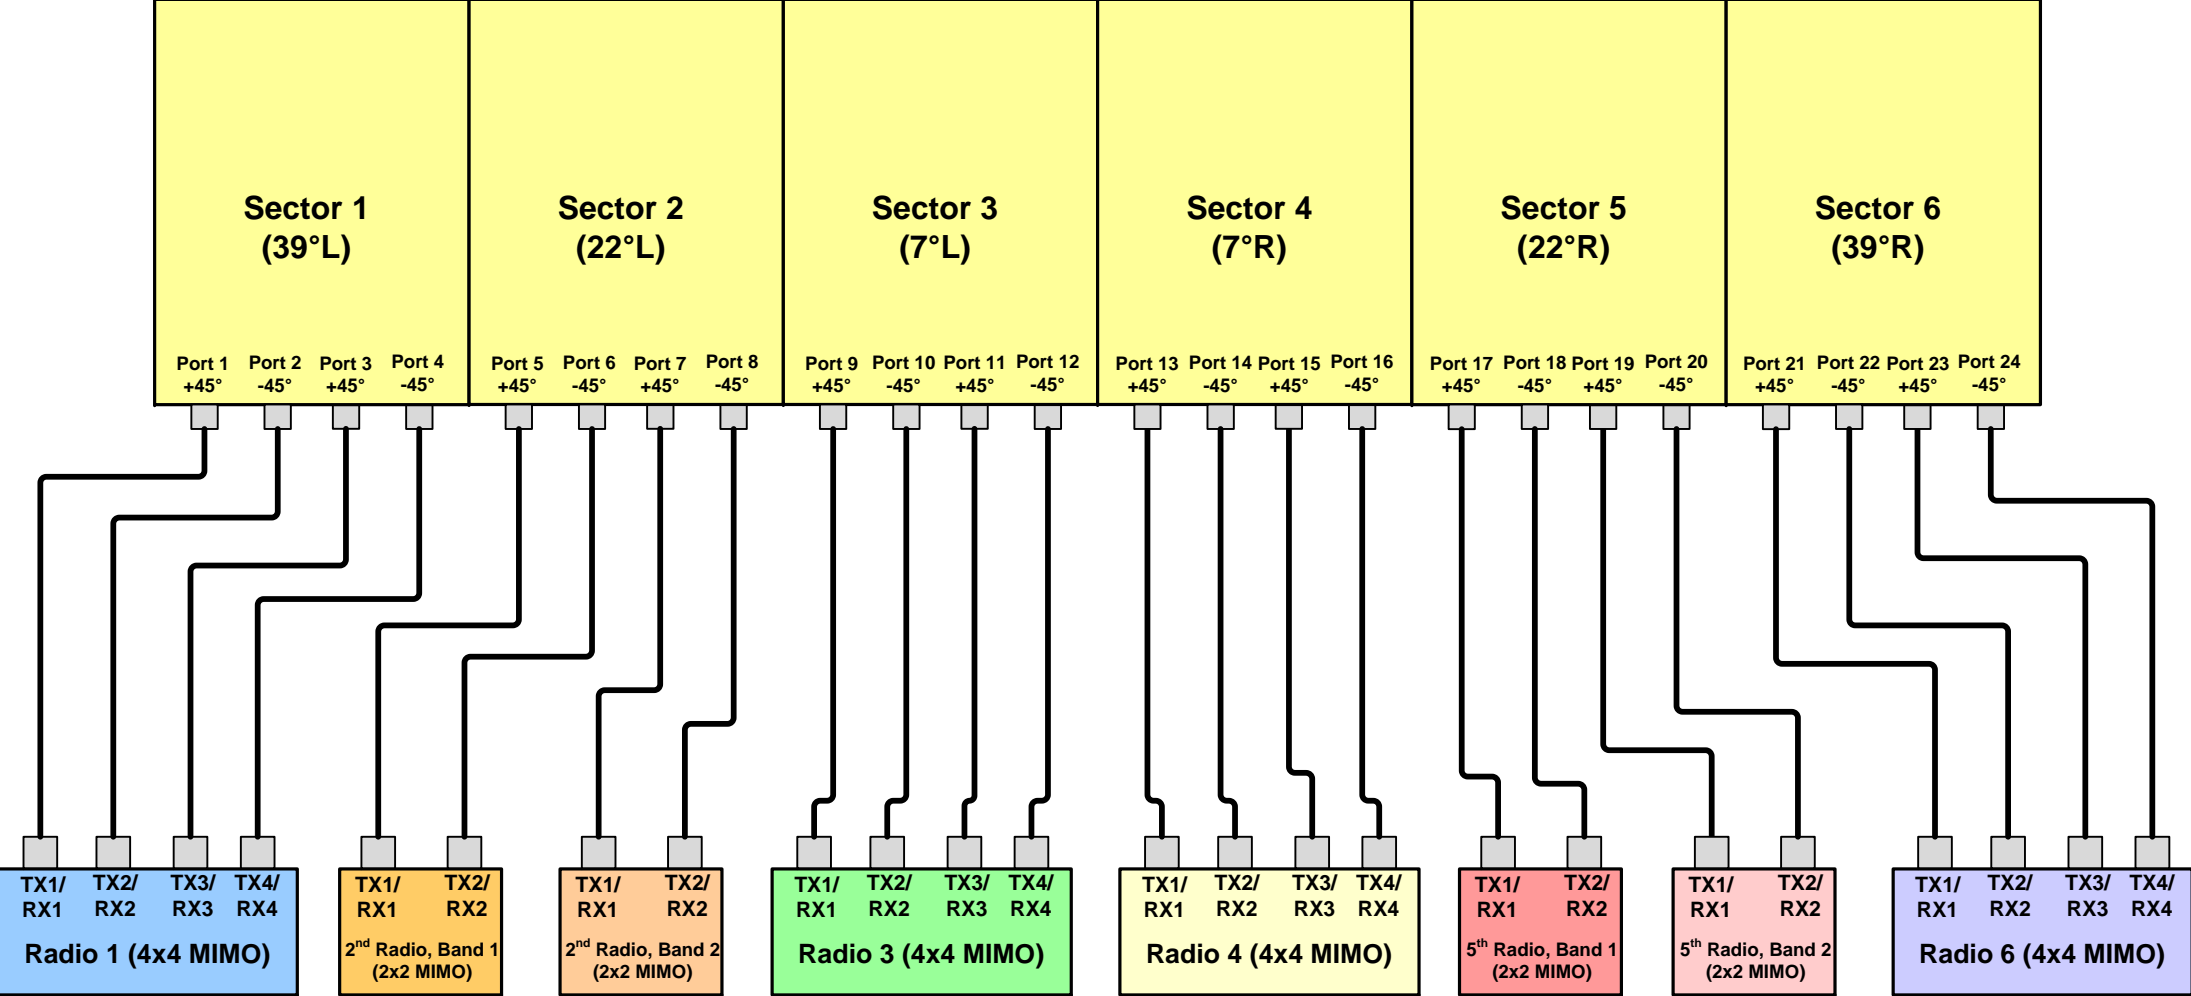 Sector 1
(39°L)
Sector 2
(22°L)
Sector 3
(7°L)
Sector 4
(7°R)
Sector 5
(22°R)
Sector 6
(39°R)
Port 1 Port 2 Port 3 Port 4
+45° -45° +45° -45°
Port 5 Port 6 Port 7 Port 8
+45° -45° +45° -45°
Port 9 Port 10 Port 11 Port 12
+45° -45° +45° -45°
Port 13 Port 14 Port 15 Port 16
+45° -45° +45° -45°
Port 17 Port 18 Port 19 Port 20
+45° -45° +45° -45°
Port 21 Port 22 Port 23 Port 24
+45° -45° +45° -45°
TX1/ TX2/ TX3/ TX4/
RX1 RX2 RX3 RX4
Radio 1 (4x4 MIMO)
TX1/ TX2/
RX1 RX2
2nd Radio, Band 1
(2x2 MIMO)
TX1/ TX2/
RX1 RX2
2nd Radio, Band 2
(2x2 MIMO)
TX1/ TX2/ TX3/ TX4/
RX1 RX2 RX3 RX4
Radio 3 (4x4 MIMO)
TX1/ TX2/ TX3/ TX4/
RX1 RX2 RX3 RX4
Radio 4 (4x4 MIMO)
TX1/ TX2/
RX1 RX2
5th Radio, Band 1
(2x2 MIMO)
TX1/ TX2/
RX1 RX2
5th Radio, Band 2
(2x2 MIMO)
TX1/ TX2/ TX3/ TX4/
RX1 RX2 RX3 RX4
Radio 6 (4x4 MIMO)